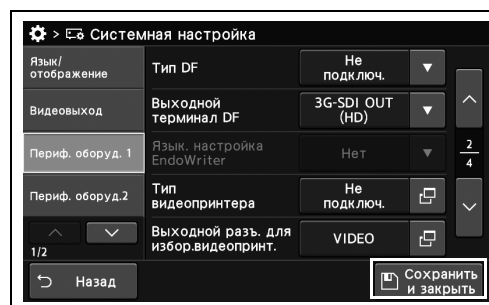 > Системная настройка
Язык/
отображение
Видеовыход
Периф. оборуд. 1
Периф. оборуд.2
1/2
Тип DF
Не
подключ.
Выходной
терминал DF
3G-SDI OUT
(HD)
Язык. настройка
EndoWriter
Нет
Тип
видеопринтера
Не
подключ.
Выходной разъ. для
избор.видеопринт.
VIDEO
2
4
Назад
Сохранить
и закрыть